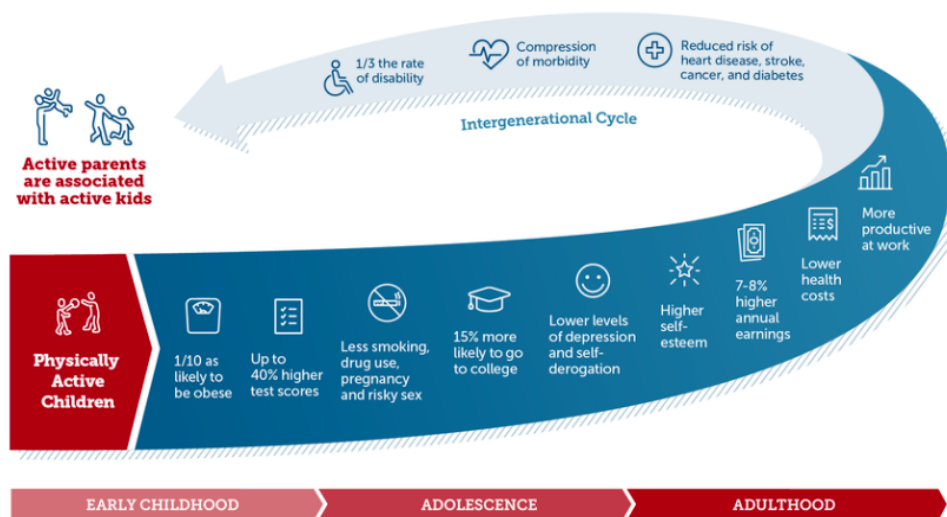 1/3 the rate
of disability
Compression
of morbidity
Reduced risk of
heart disease, stroke,
cancer, and diabetes
Intergenerational Cycle
Active parents
are associated
with active kids
Physically
Active
Children
1/10 as
likely to
be obese
Up to
40% higher
test scores
Less smoking,
drug use,
pregnancy
and risky sex
15% more
likely to go
to college
Lower levels
of depression
and self-
derogation
Higher
self-
esteem
7-8%
higher
annual
earnings
Lower
health
costs
More
productive
at work
EARLY CHILDHOOD
ADOLESCENCE
ADULTHOOD